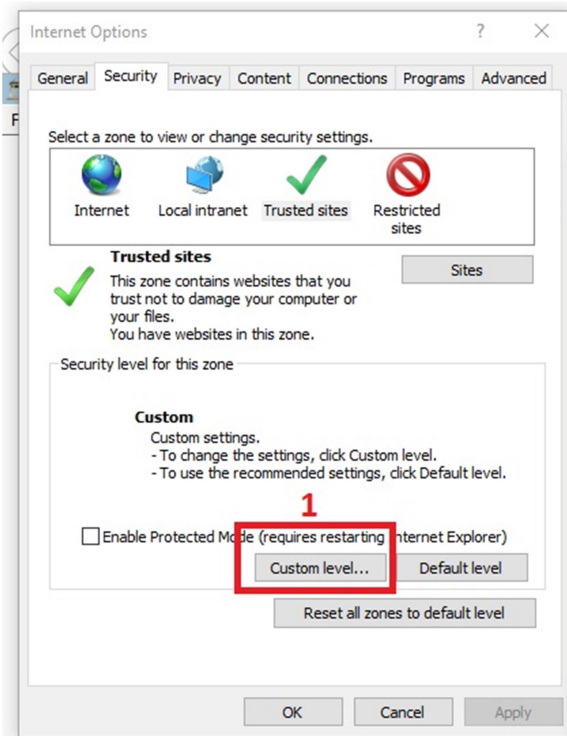 Internet Options
General Security Privacy Content Connections Programs Advanced
F
Select a zone to view or change security settings.
Internet Local intranet Trusted sites Restricted sites
Trusted sites
This zone contains websites that you
trust not to damage your computer or
your files.
You have websites in this zone.
Sites
Security level for this zone
Custom
Custom settings.
- To change the settings, click Custom level.
- To use the recommended settings, click Default level.
1
Enable Protected Mode (requires restarting Internet Explorer)
Custom level... Default level
Reset all zones to default level
OK Cancel Apply